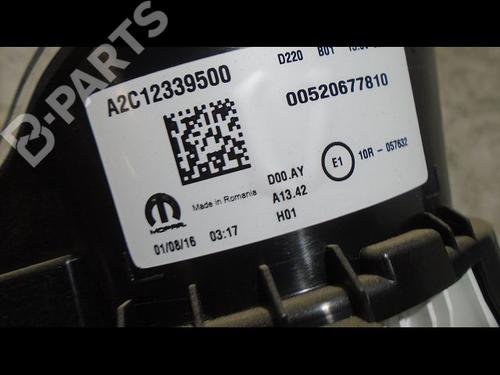 B-PARTS
D220 B01
A2C12339500
00520677810
E1 10R - 057632
D00.AY
Made in Romania
A13.42
MOPAR
H01
01/08/16 03:17